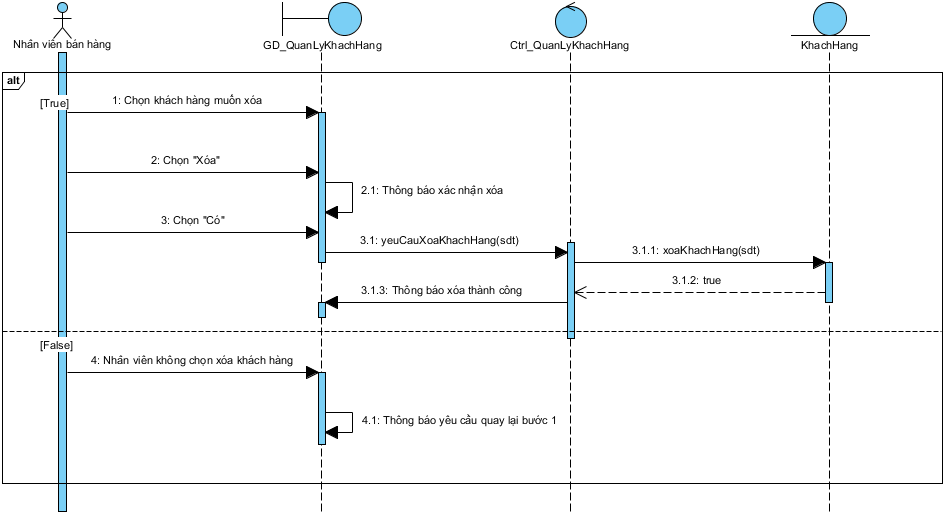 Nhân viên bán hàng
GD_QuanLyKhachHang
Ctrl_QuanLyKhachHang
KhachHang
alt
[True]
1: Chọn khách hàng muốn xóa
2: Chọn "Xóa"
2.1: Thông báo xác nhận xóa
3: Chọn "Có"
3.1: yeuCauXoaKhachHang(sdt)
3.1.1: xoaKhachHang(sdt)
3.1.2: true
3.1.3: Thông báo xóa thành công
[False]
4: Nhân viên không chọn xóa khách hàng
4.1: Thông báo yêu cầu quay lại bước 1